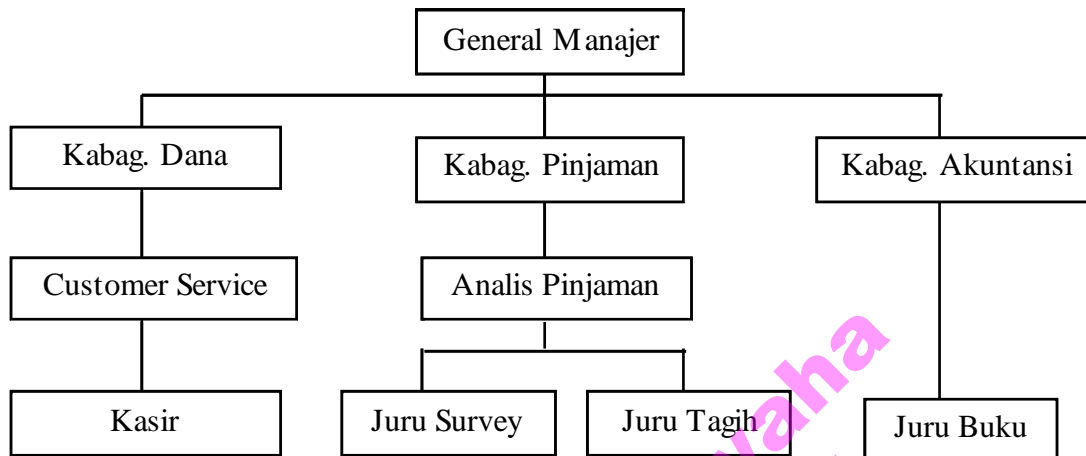 General Manajer
Kabag. Dana
Kabag. Pinjaman
Kabag. Akuntansi
Customer Service
Analis Pinjaman
Kasir
Juru Survey
Juru Tagih
Juru Buku